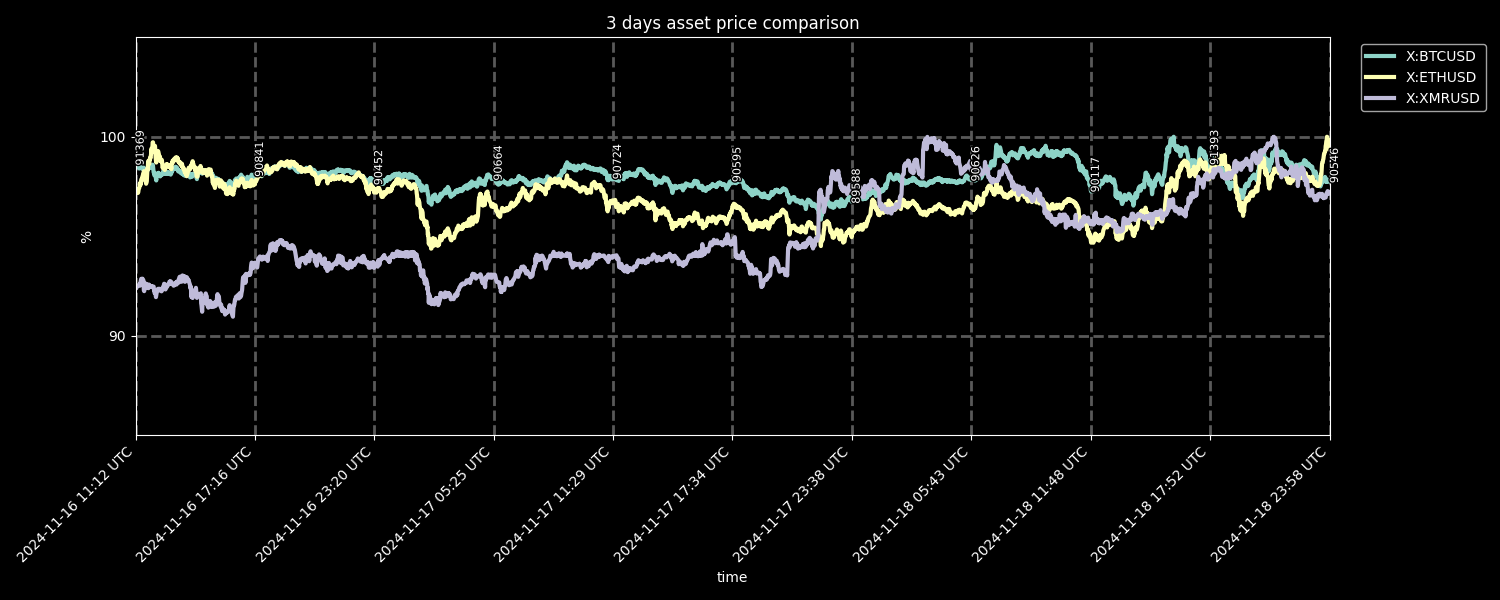 3 days asset price comparison
X:BTCUSD
X:ETHUSD
X:XMRUSD
100
90
%
91369
90841
90452
90664
90724
90595
89588
90626
90117
91393
90546
2024-11-16 11:12 UTC
2024-11-16 17:16 UTC
2024-11-16 23:20 UTC
2024-11-17 05:25 UTC
2024-11-17 11:29 UTC
2024-11-17 17:34 UTC
2024-11-17 23:38 UTC
2024-11-18 05:43 UTC
2024-11-18 11:48 UTC
2024-11-18 17:52 UTC
2024-11-18 23:58 UTC
time